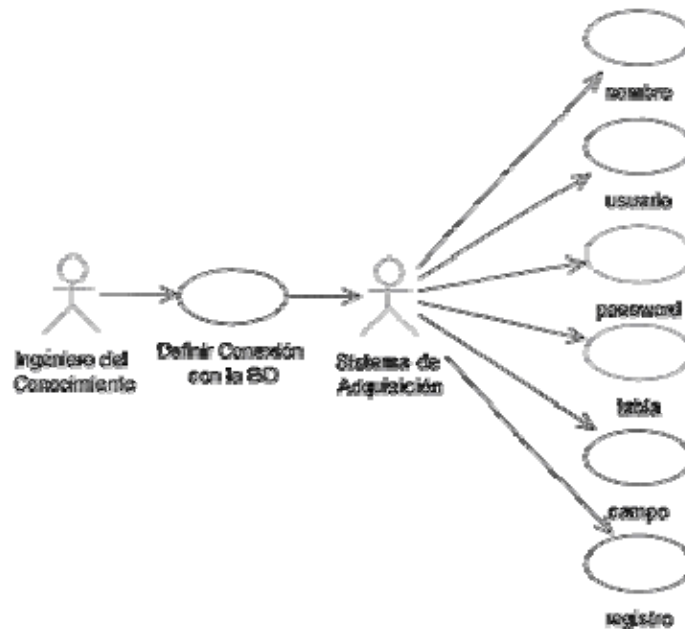 nombre
usuario
password
Ingeniero del
Conocimiento
Definir Conexión
con la BD
Sistema de
Adquisición
tabla
campo
registro